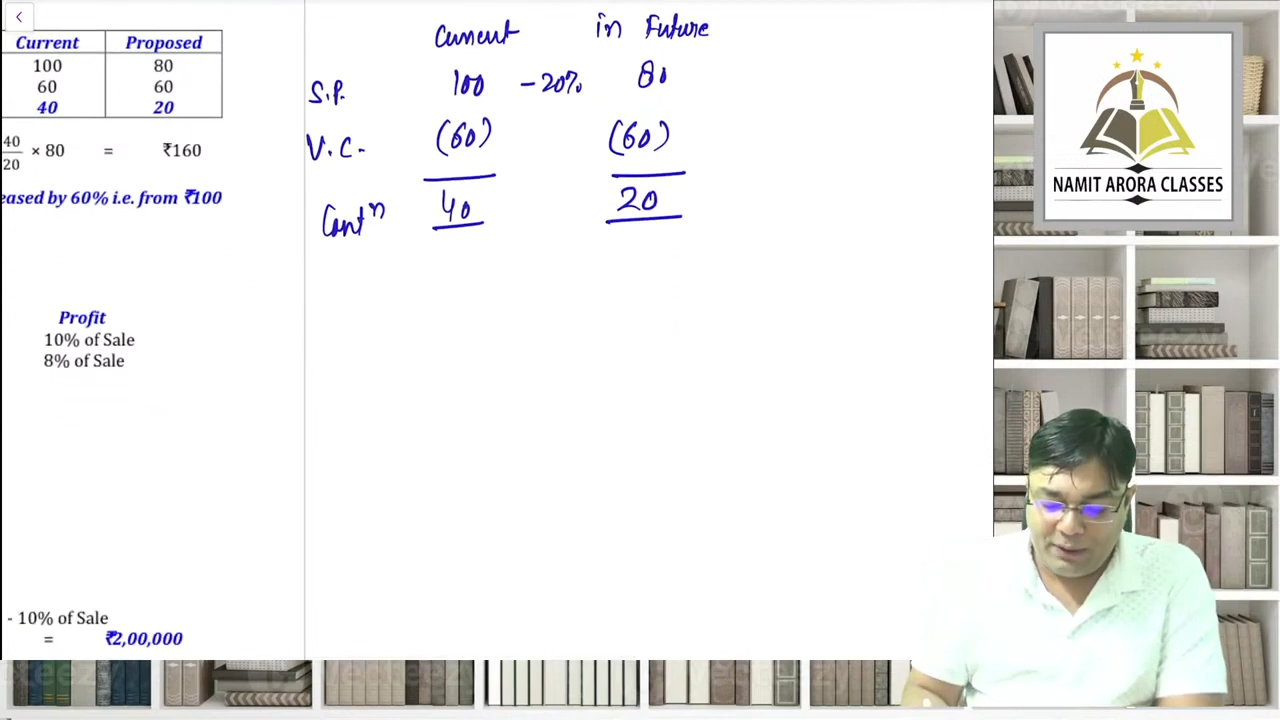 Current Proposed
100 80
60 60
40 20
40/20 × 80 = ₹160
eased by 60% i.e. from ₹100
Profit
10% of Sale
8% of Sale
- 10% of Sale
= ₹2,00,000
Current in Future
S.P. 100 -20% 80
V.C. (60) (60)
Contn 40 20
NAMIT ARORA CLASSES